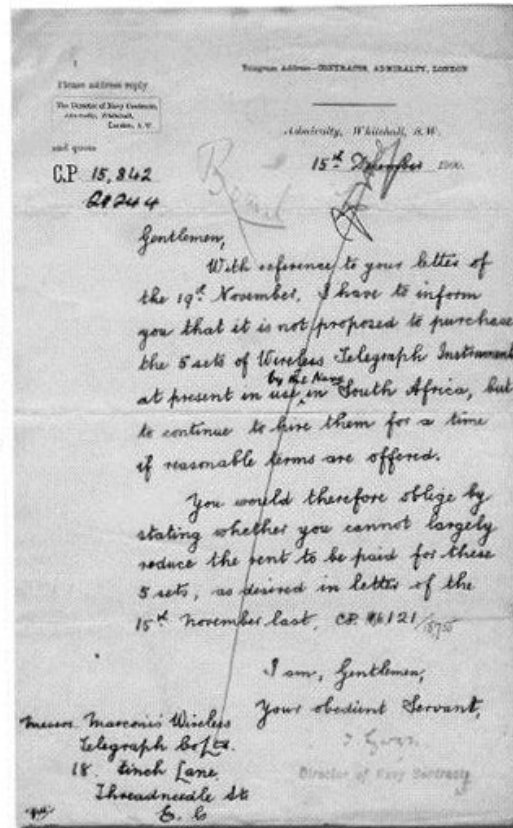 Telegram Address—CONTRACTS, ADMIRALTY, LONDON
Please address reply
The Director of Navy Contracts,
Admiralty, Whitehall,
London, S.W.
and quote
C.P. 15,842
Admiralty, Whitehall, S.W.
15th December 1900.
Gentlemen,
With reference to your letter of
the 19th November, I have to inform
you that it is not proposed to purchase
the 5 sets of Wireless Telegraph Instrument
by the Navy
at present in use in South Africa, but
to continue to hire them for a time
if reasonable terms are offered.
You would therefore oblige by
stating whether you cannot largely
reduce the rent to be paid for these
5 sets, as desired in letter of the
15th November last, CP.
I am, Gentlemen,
Your obedient Servant,
Director of Navy Contracts
Messrs. Marconi's Wireless
Telegraph Co Ltd.
18. Finch Lane,
Threadneedle St.
E.C